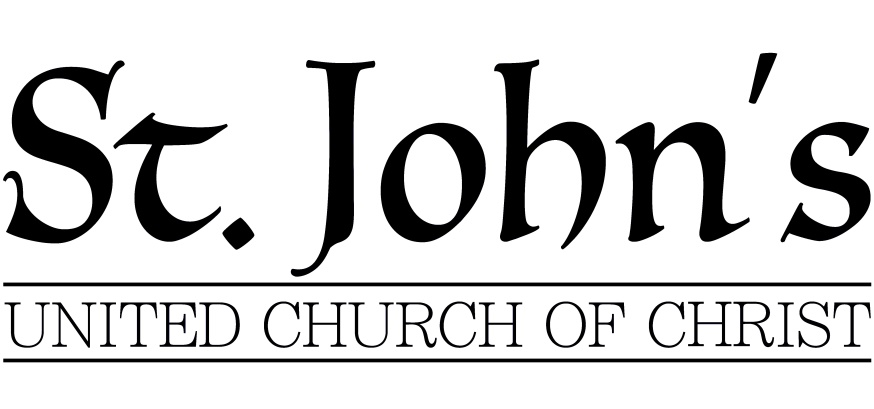 St. John's
UNITED CHURCH OF CHRIST